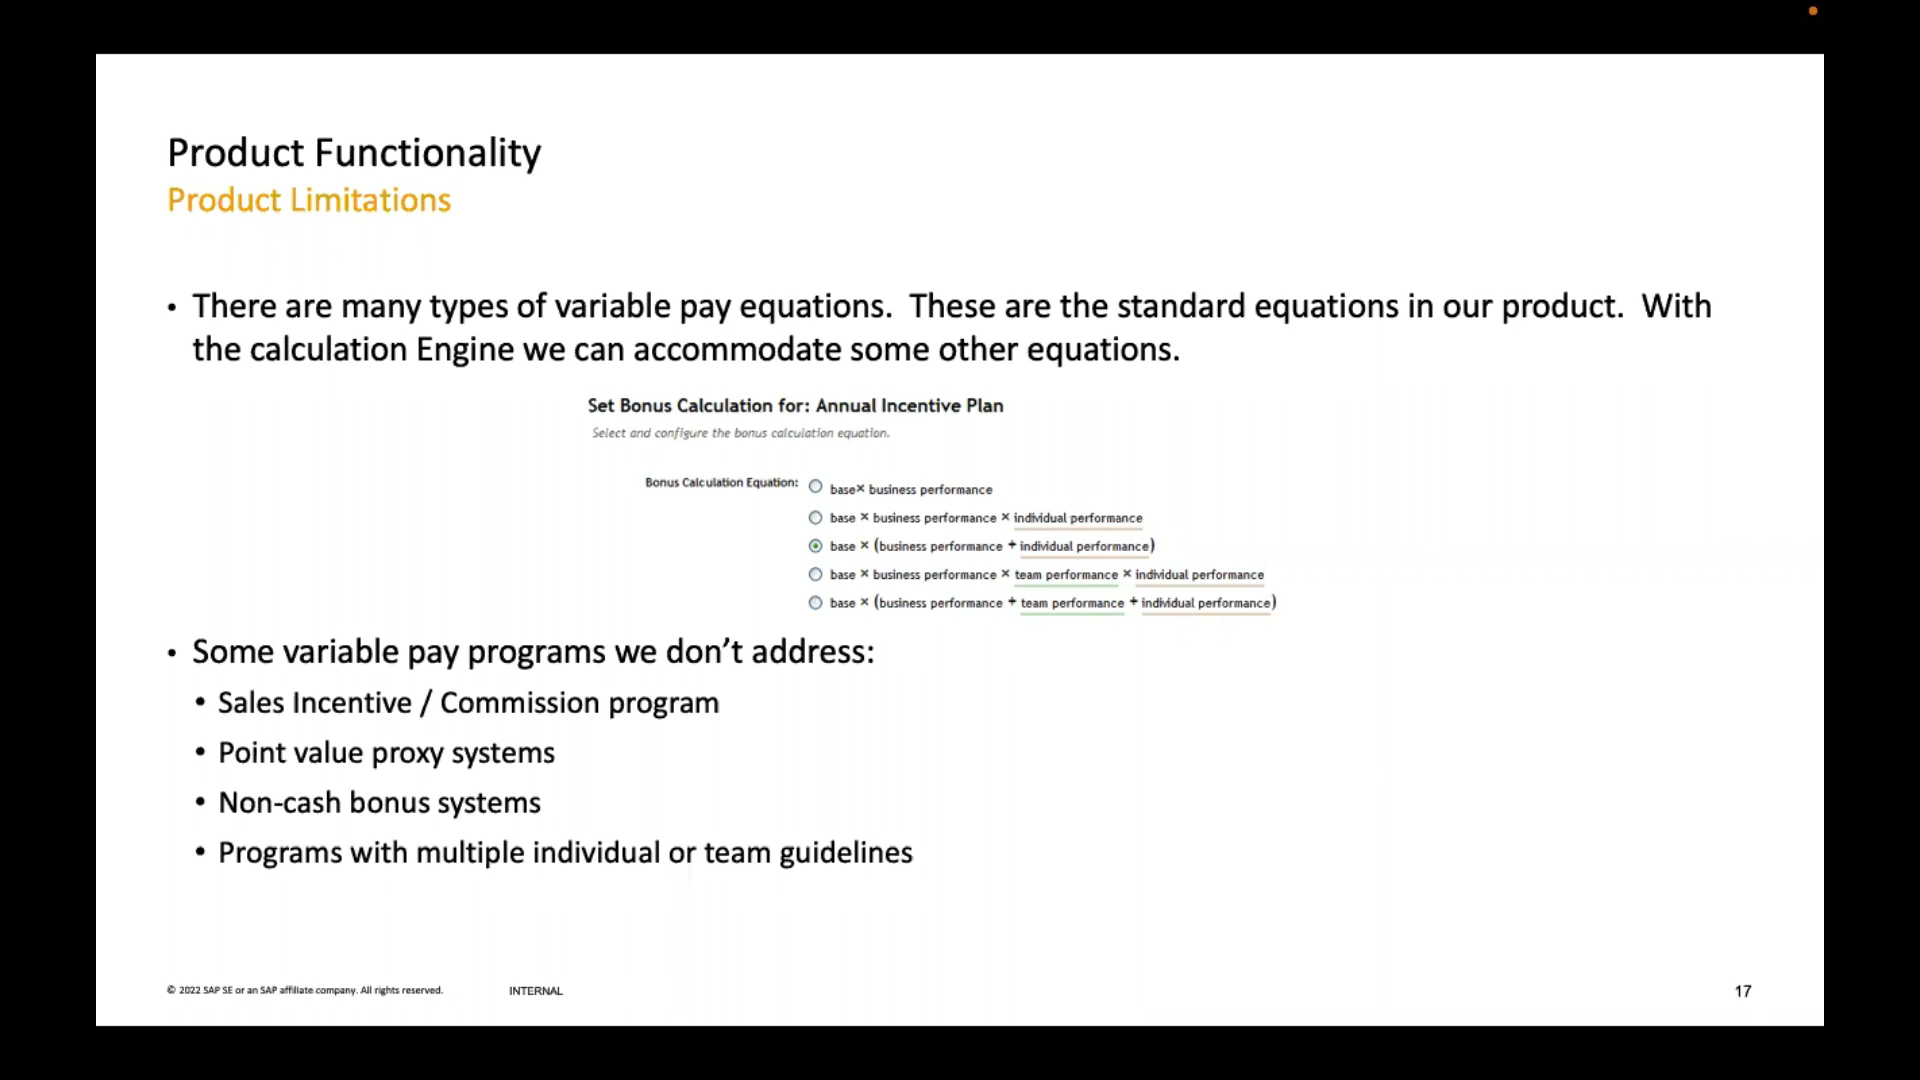 Product Functionality
Product Limitations
• There are many types of variable pay equations.  These are the standard equations in our product.  With
the calculation Engine we can accommodate some other equations.
Set Bonus Calculation for: Annual Incentive Plan
Select and configure the bonus calculation equation.
Bonus Calculation Equation: base× business performance
base × business performance × individual performance
base × (business performance + individual performance)
base × business performance × team performance × individual performance
base × (business performance + team performance + individual performance)
• Some variable pay programs we don’t address:
• Sales Incentive / Commission program
• Point value proxy systems
• Non-cash bonus systems
• Programs with multiple individual or team guidelines
© 2022 SAP SE or an SAP affiliate company. All rights reserved. INTERNAL 17